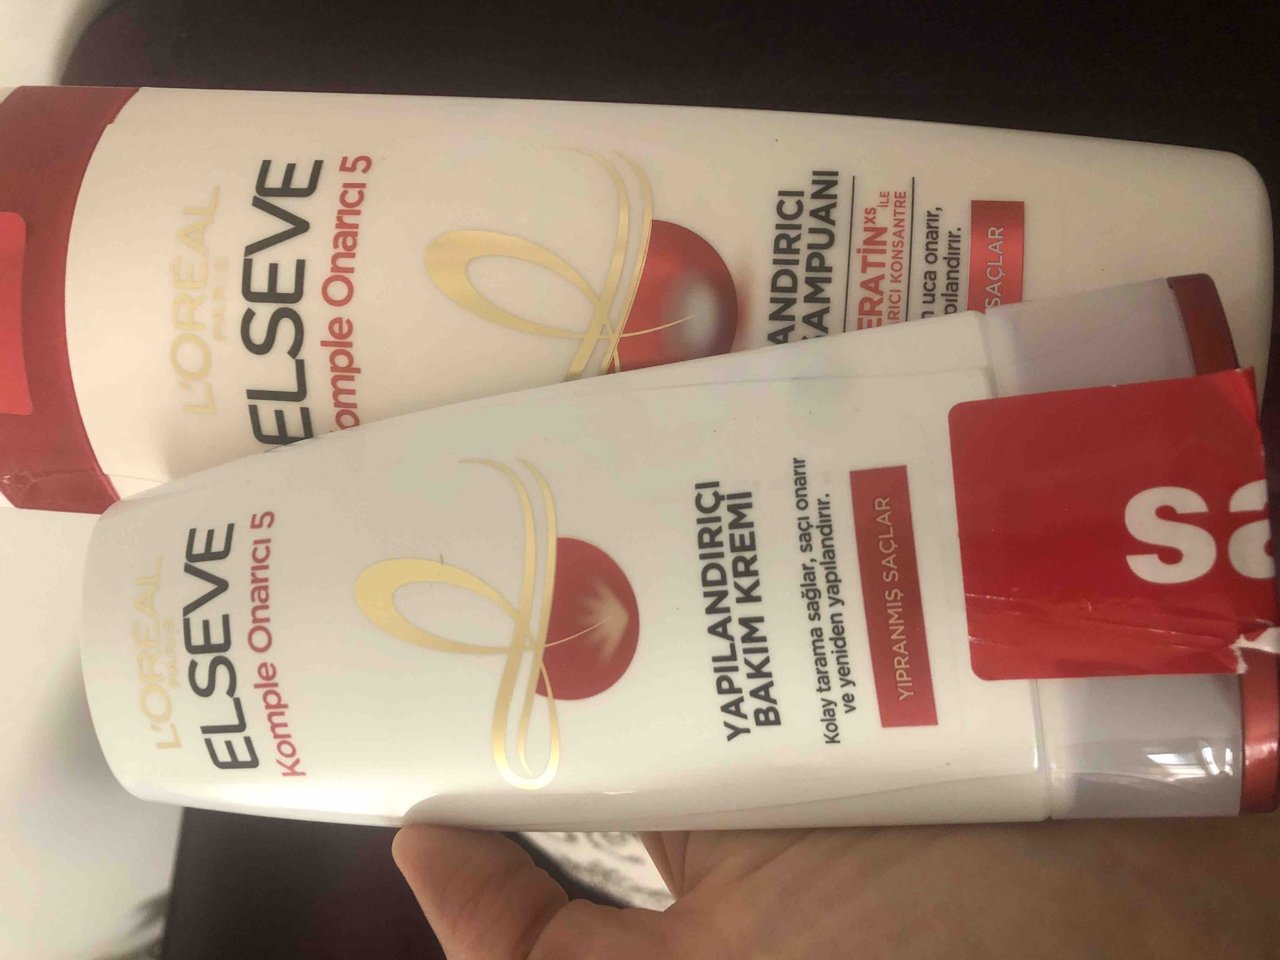 L'ORÉAL
PARIS
ELSEVE
Komple Onarıcı 5
ANDIRICI
ŞAMPUANI
ERATİN XS İLE
RICI KONSANTRE
uca onarır,
pılandırır.
SAÇLAR
L'ORÉAL
PARIS
ELSEVE
Komple Onarıcı 5
YAPILANDIRIÇI
BAKIM KREMİ
Kolay tarama sağlar, saçı onarır
ve yeniden yapılandırır.
YIPRANMIŞ SAÇLAR
sa